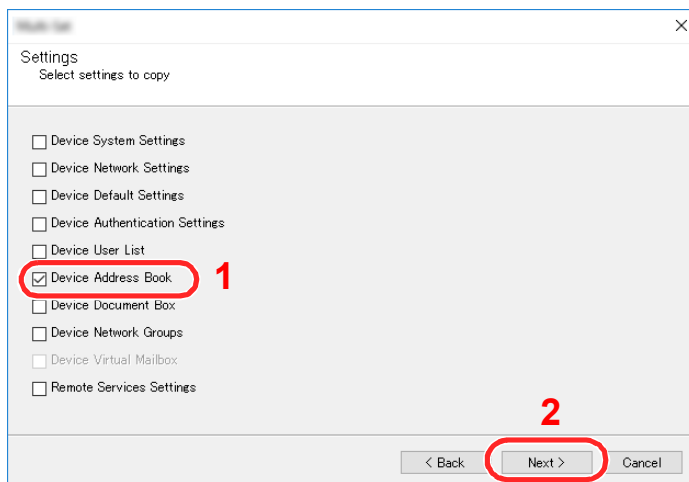 Settings
Select settings to copy
Device System Settings
Device Network Settings
Device Default Settings
Device Authentication Settings
Device User List
Device Address Book 1
Device Document Box
Device Network Groups
Device Virtual Mailbox
Remote Services Settings
2
< Back Next > Cancel